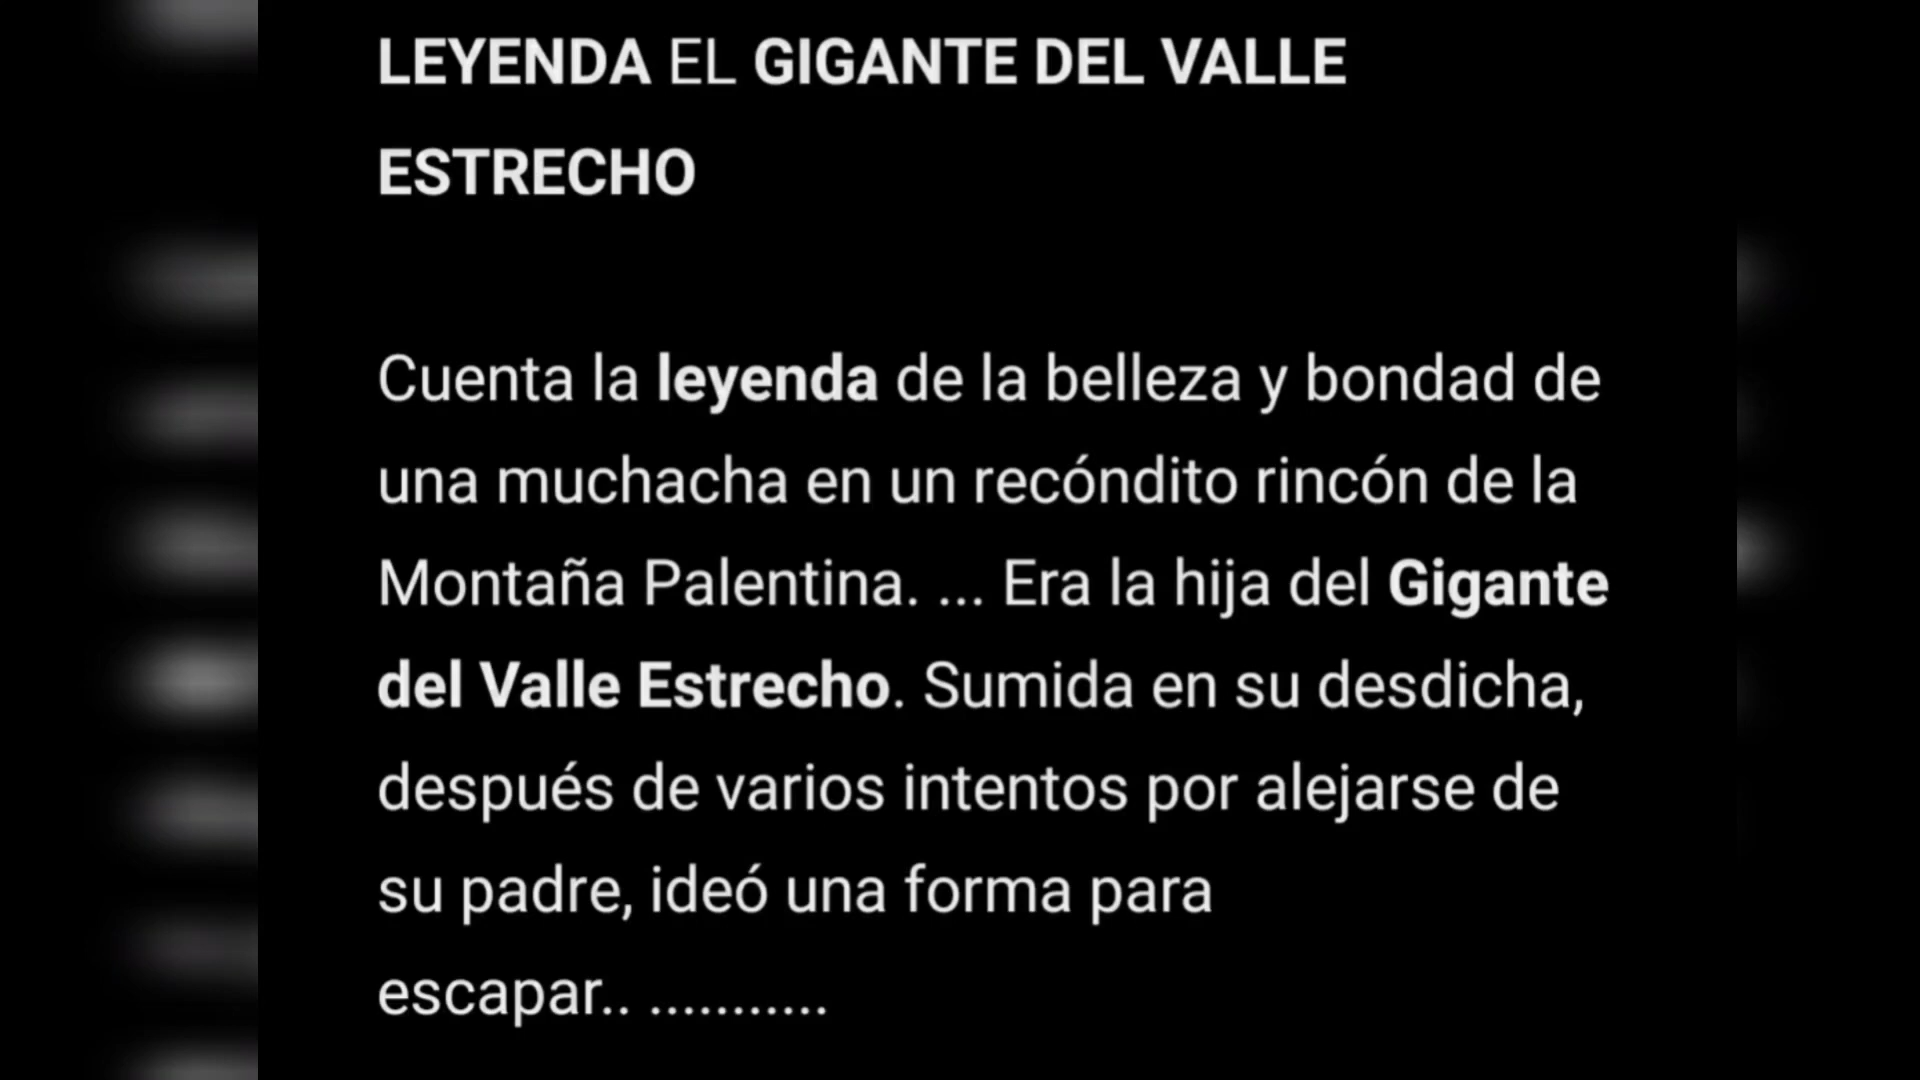 LEYENDA EL GIGANTE DEL VALLE
ESTRECHO
Cuenta la leyenda de la belleza y bondad de
una muchacha en un recóndito rincón de la
Montaña Palentina. ... Era la hija del Gigante
del Valle Estrecho. Sumida en su desdicha,
después de varios intentos por alejarse de
su padre, ideó una forma para
escapar.. ...........